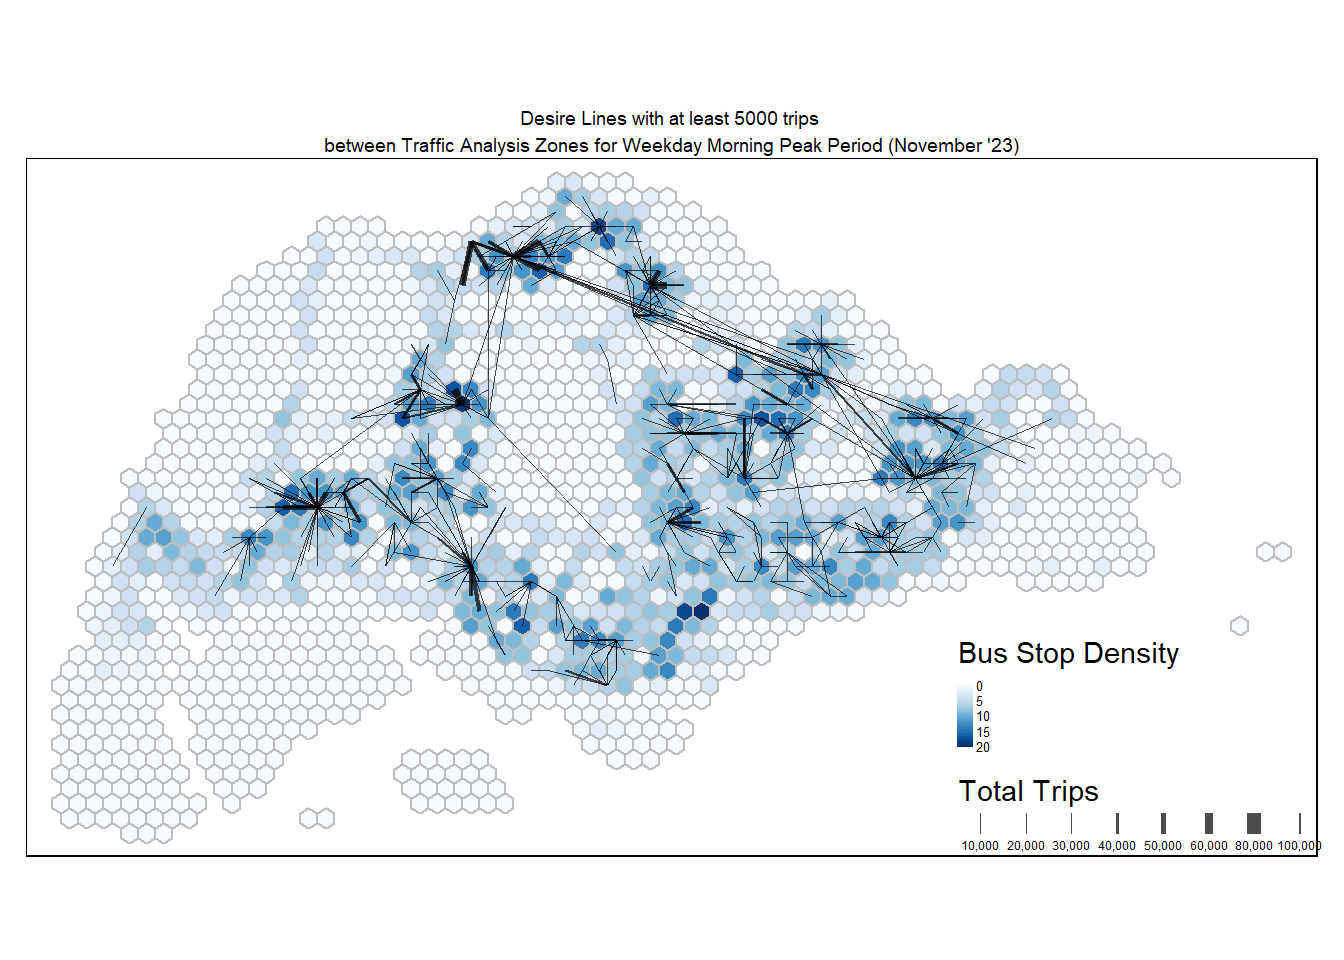 Desire Lines with at least 5000 trips
between Traffic Analysis Zones for Weekday Morning Peak Period (November '23)
Bus Stop Density
0
5
10
15
20
Total Trips
10,000 20,000 30,000 40,000 50,000 60,000 80,000 100,000